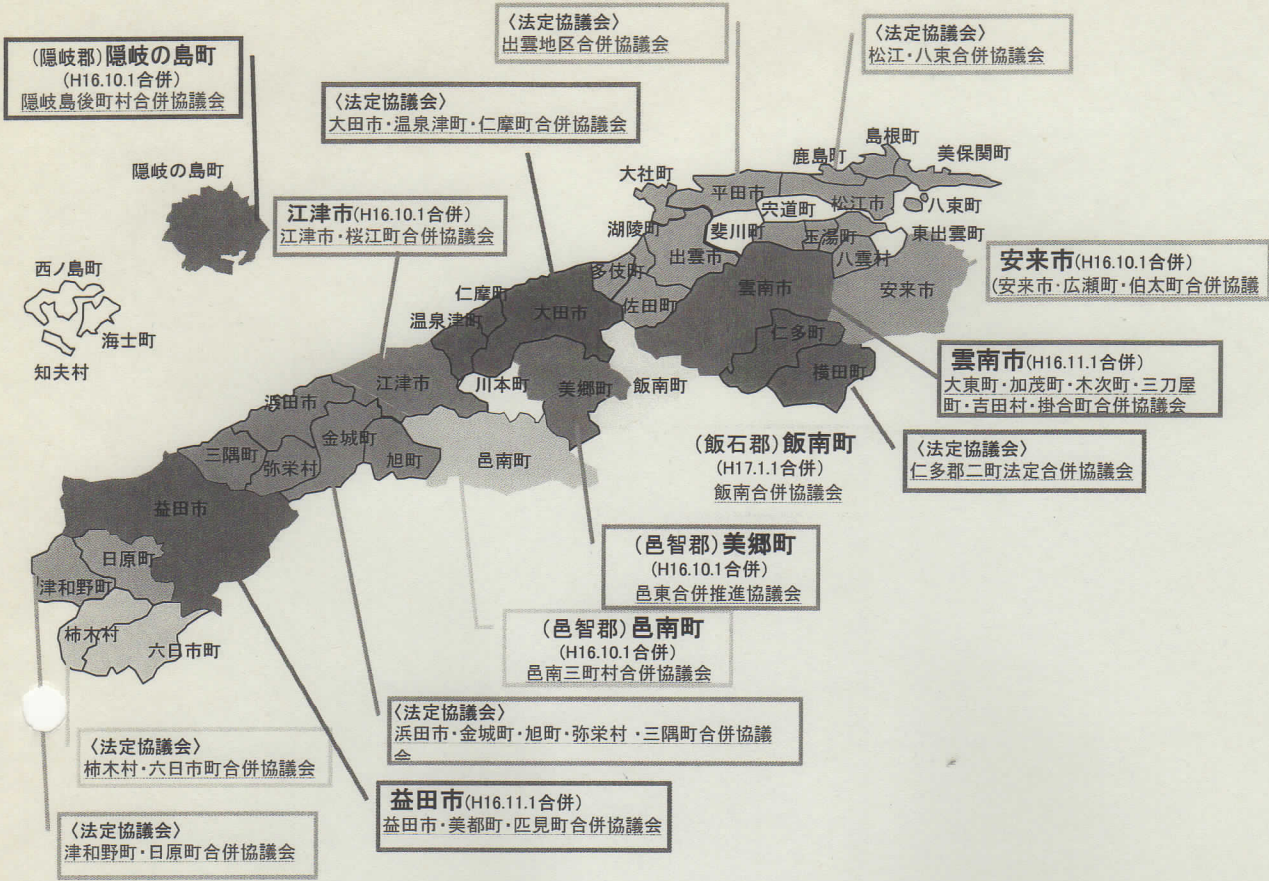 〈法定協議会〉
出雲地区合併協議会
〈法定協議会〉
松江・八束合併協議会
(隠岐郡)隠岐の島町
(H16.10.1合併)
隠岐島後町村合併協議会
〈法定協議会〉
大田市・温泉津町・仁摩町合併協議会
隠岐の島町
江津市(H16.10.1合併)
江津市・桜江町合併協議会
西ノ島町
海士町
知夫村
島根町
鹿島町
美保関町
大社町
平田市
宍道町
松江市
八束町
湖陵町
斐川町
玉湯町
東出雲町
出雲市
八雲村
多伎町
雲南市
安来市
仁摩町
佐田町
大田市
温泉津町
仁多町
横田町
江津市
川本町
美郷町
飯南町
浜田市
金城町
三隅町
弥栄村
旭町
邑南町
益田市
日原町
津和野町
柿木村
六日市町
安来市(H16.10.1合併)
(安来市・広瀬町・伯太町合併協議
雲南市(H16.11.1合併)
大東町・加茂町・木次町・三刀屋
町・吉田村・掛合町合併協議会
(飯石郡)飯南町
(H17.1.1合併)
飯南合併協議会
〈法定協議会〉
仁多郡二町法定合併協議会
(邑智郡)美郷町
(H16.10.1合併)
邑東合併推進協議会
(邑智郡)邑南町
(H16.10.1合併)
邑南三町村合併協議会
〈法定協議会〉
浜田市・金城町・旭町・弥栄村・三隅町合併協議
会
〈法定協議会〉
柿木村・六日市町合併協議会
益田市(H16.11.1合併)
益田市・美都町・匹見町合併協議会
〈法定協議会〉
津和野町・日原町合併協議会